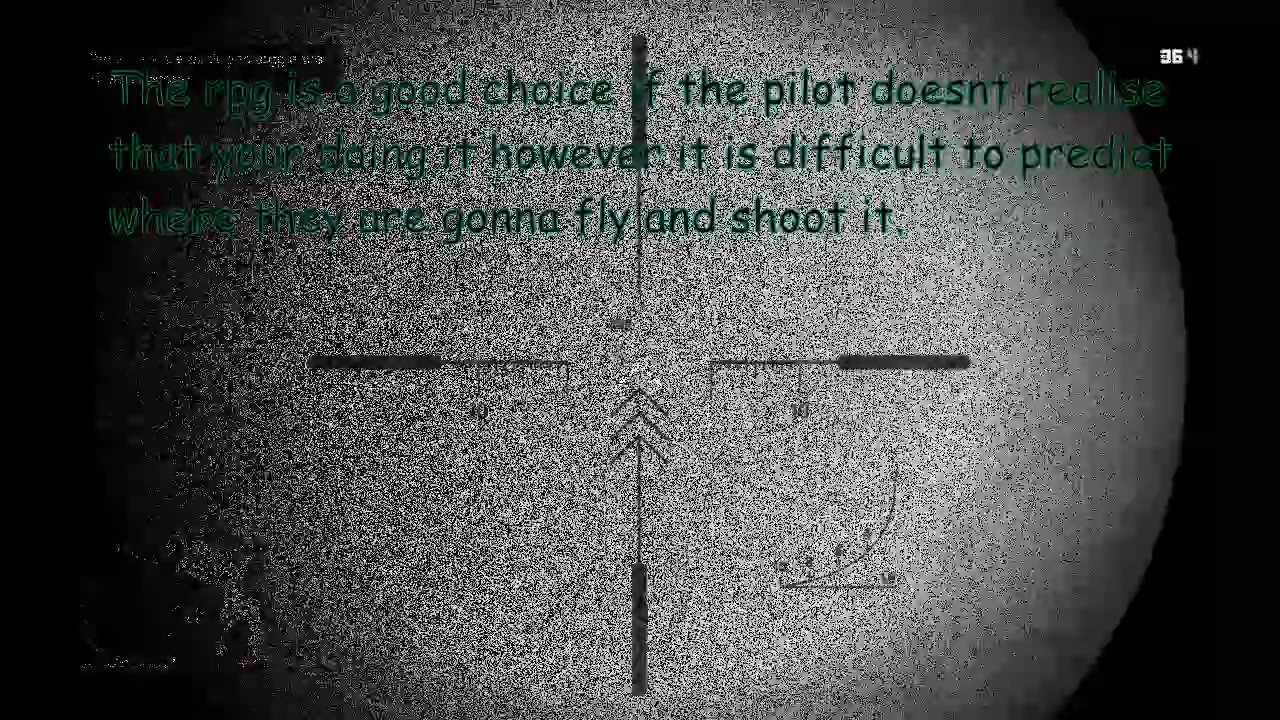 The rpg is a good choice if the pilot doesnt realise
that your doing it however it is difficult to predict
where they are gonna fly and shoot it.